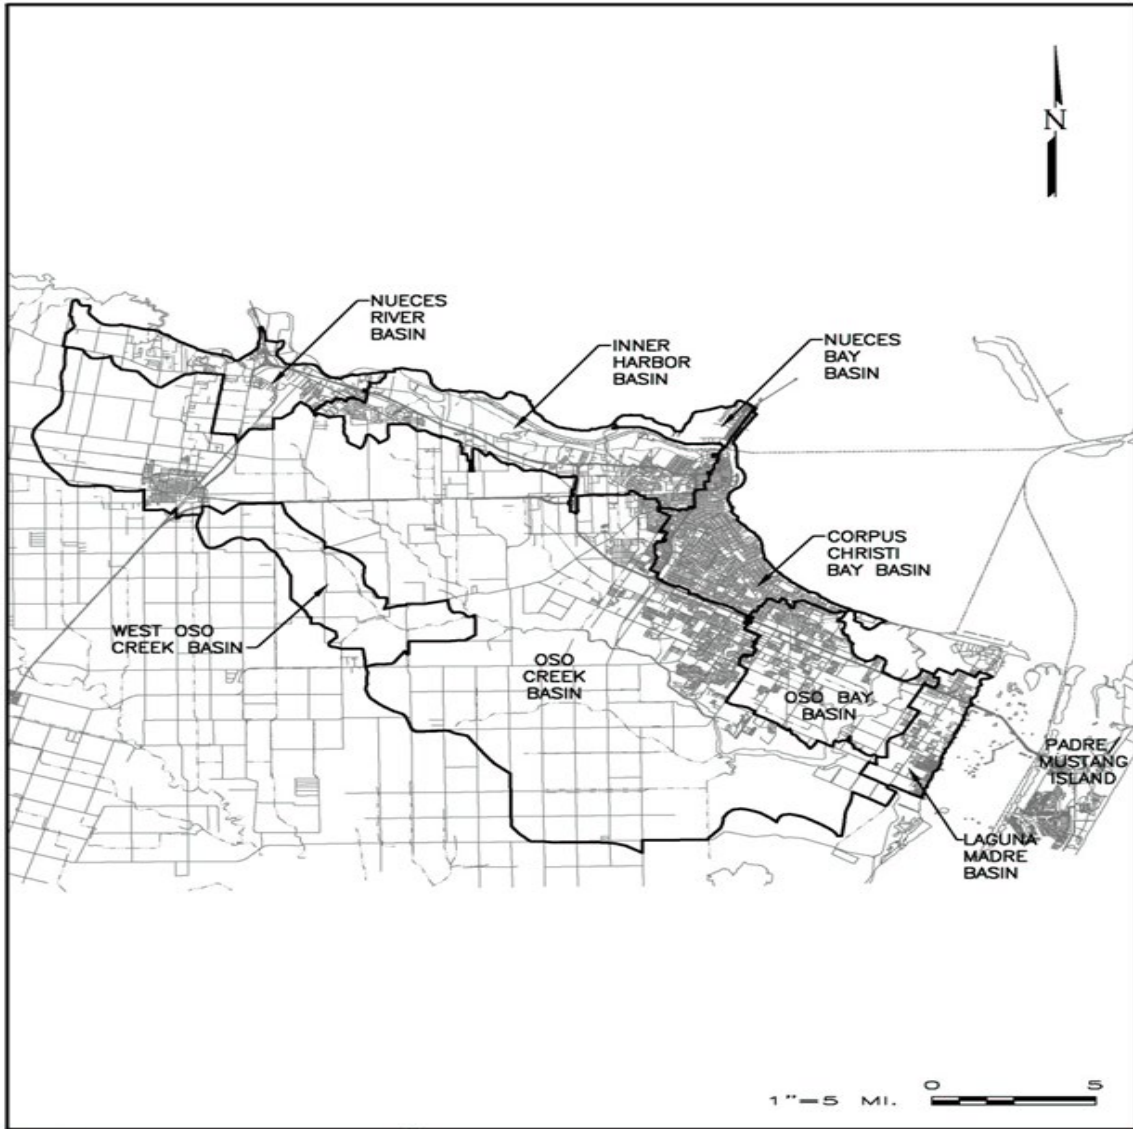 N
NUECES
RIVER
BASIN
INNER
HARBOR
BASIN
NUECES
BAY
BASIN
CORPUS
CHRISTI
BAY BASIN
WEST OSO
CREEK BASIN
OSO
CREEK
BASIN
OSO BAY
BASIN
PADRE/
MUSTANG
ISLAND
LAGUNA
MADRE
BASIN
0 5
1"=5 MI.